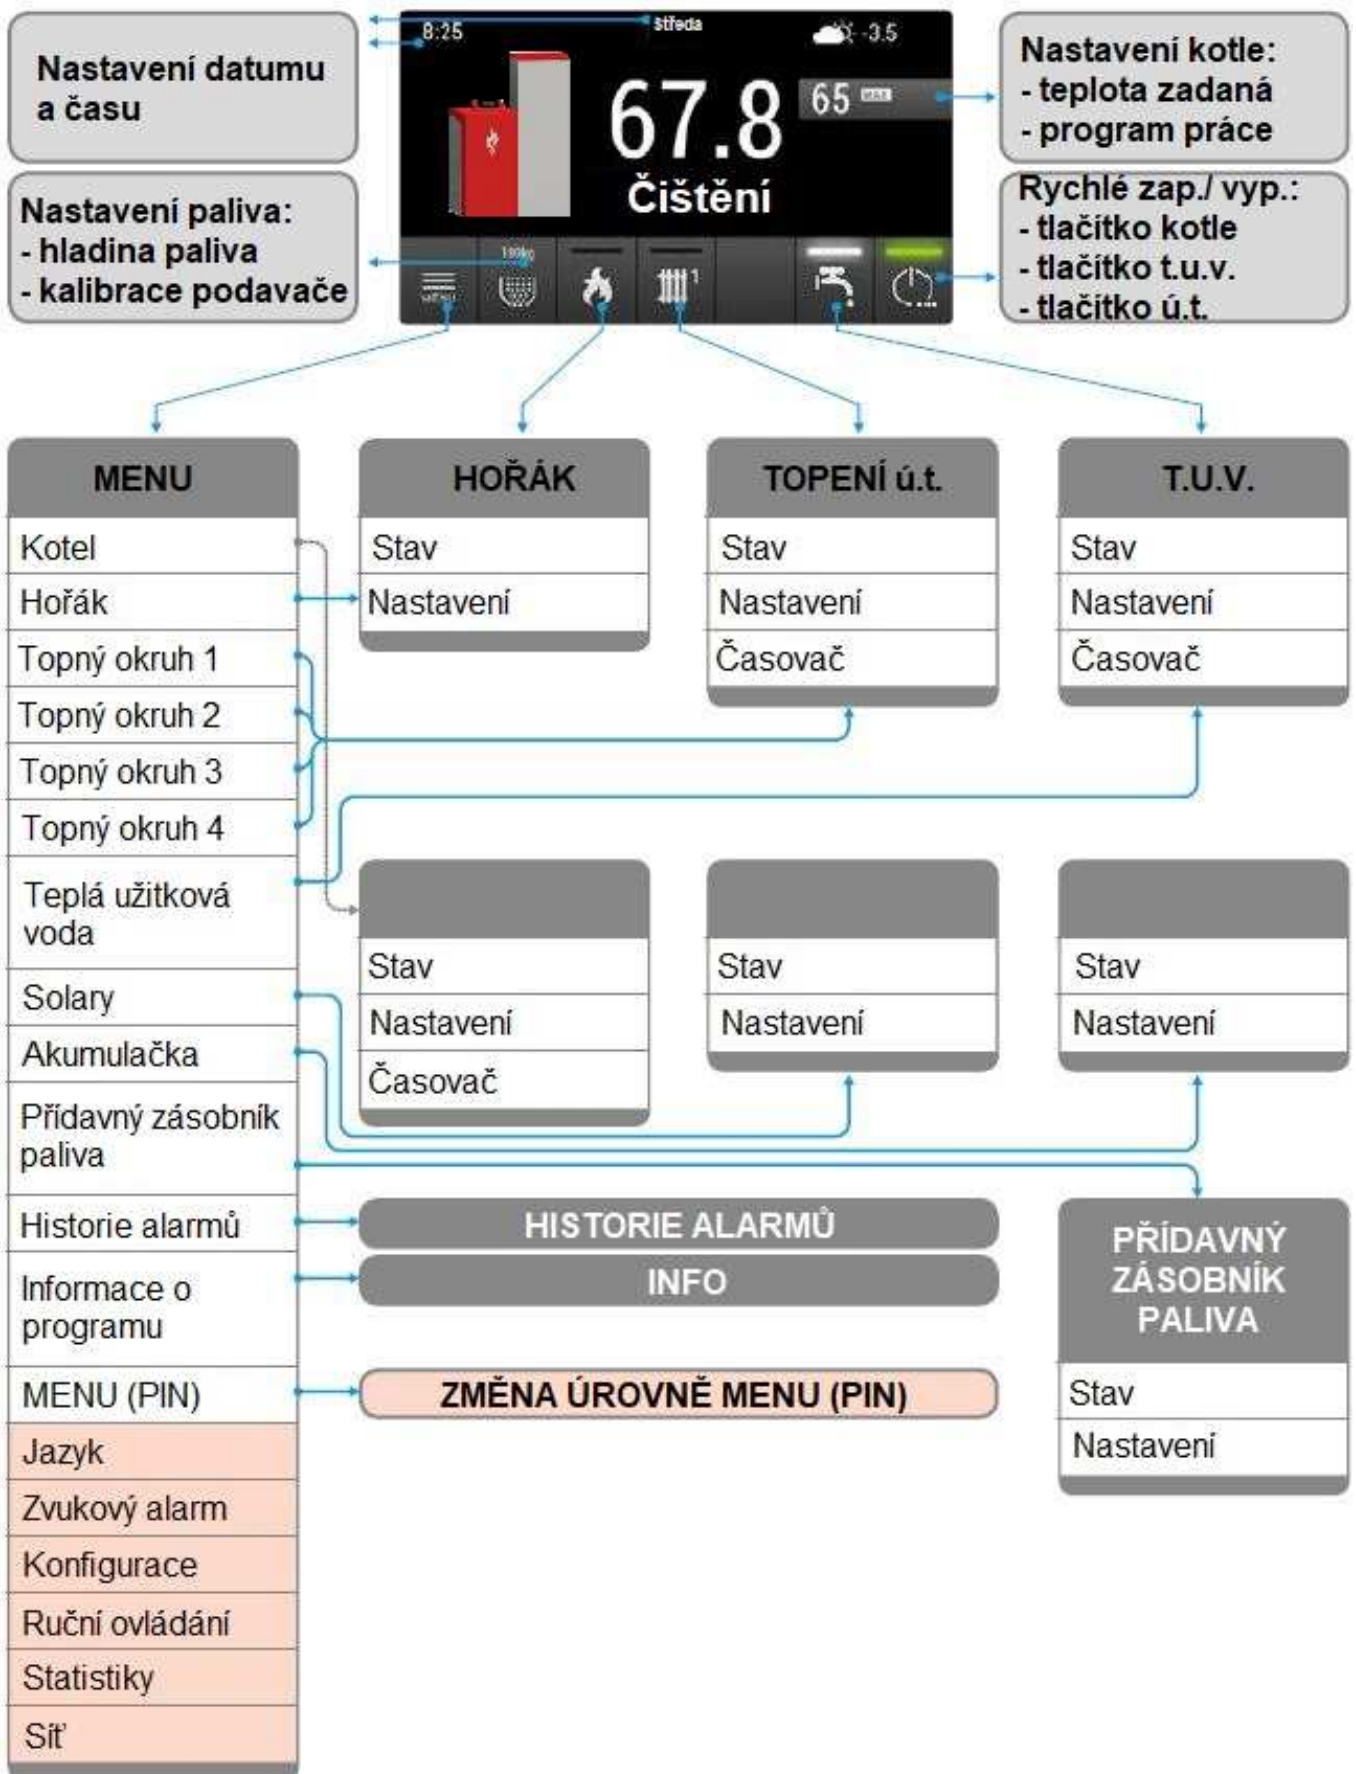 Nastavení datumu
a času
8:25
středa
-3.5
67.8
65 MAX
Čištění
Nastavení kotle:
- teplota zadaná
- program práce
Nastavení paliva:
- hladina paliva
- kalibrace podavače
MENU
1
Rychlé zap./ vyp.:
- tlačítko kotle
- tlačítko t.u.v.
- tlačítko ú.t.
MENU
Kotel
Hořák
Topný okruh 1
Topný okruh 2
Topný okruh 3
Topný okruh 4
Teplá užitková
voda
Solary
Akumulačka
Přídavný zásobník
paliva
Historie alarmů
Informace o
programu
MENU (PIN)
Jazyk
Zvukový alarm
Konfigurace
Ruční ovládání
Statistiky
Síť
HOŘÁK
Stav
Nastavení
TOPENÍ ú.t.
Stav
Nastavení
Časovač
T.U.V.
Stav
Nastavení
Časovač
Stav
Nastavení
Časovač
Stav
Nastavení
Stav
Nastavení
HISTORIE ALARMŮ
INFO
ZMĚNA ÚROVNĚ MENU (PIN)
PŘÍDAVNÝ
ZÁSOBNÍK
PALIVA
Stav
Nastavení